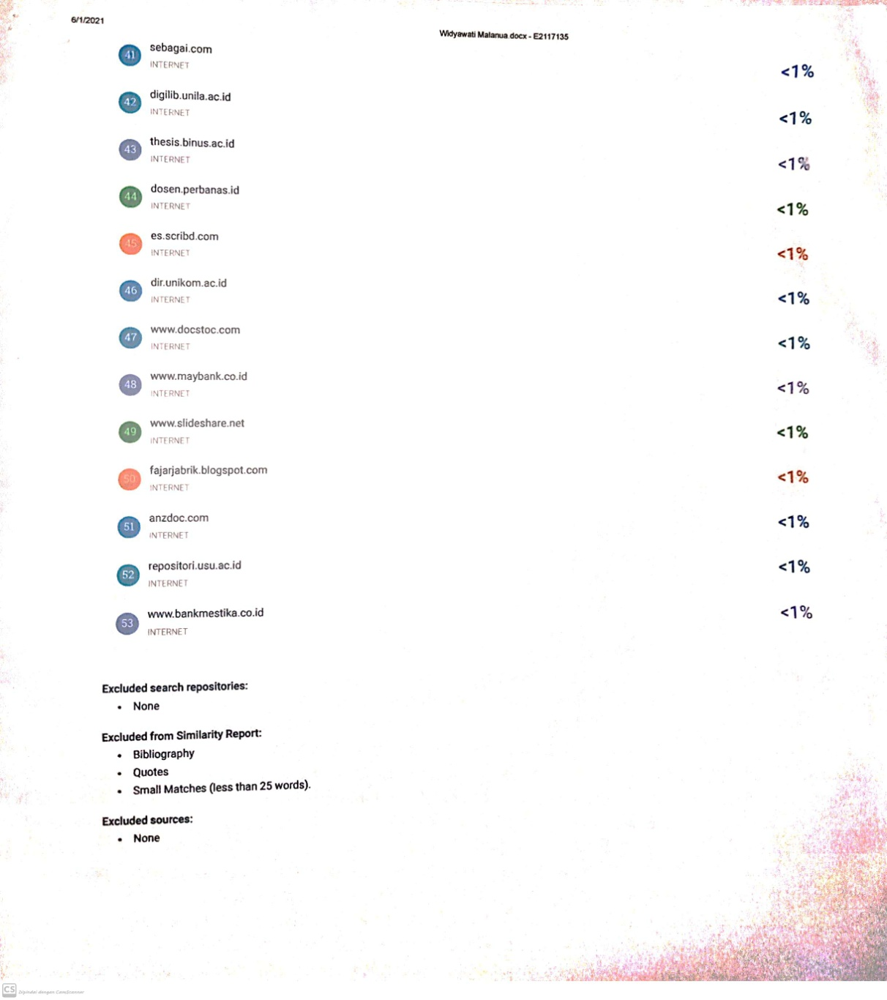 6/1/2021
Widyawati Malanua.docx - E2117135
41 sebagai.com
INTERNET
<1%
42 digilib.unila.ac.id
INTERNET
<1%
43 thesis.binus.ac.id
INTERNET
<1%
44 dosen.perbanas.id
INTERNET
<1%
45 es.scribd.com
INTERNET
<1%
46 dir.unikom.ac.id
INTERNET
<1%
47 www.docstoc.com
INTERNET
<1%
48 www.maybank.co.id
INTERNET
<1%
49 www.slideshare.net
INTERNET
<1%
50 fajarjabrik.blogspot.com
INTERNET
<1%
51 anzdoc.com
INTERNET
<1%
52 repositori.usu.ac.id
INTERNET
<1%
53 www.bankmestika.co.id
INTERNET
<1%
Excluded search repositories:
• None
Excluded from Similarity Report:
• Bibliography
• Quotes
• Small Matches (less than 25 words).
Excluded sources:
• None
CS Dipindai dengan CamScanner